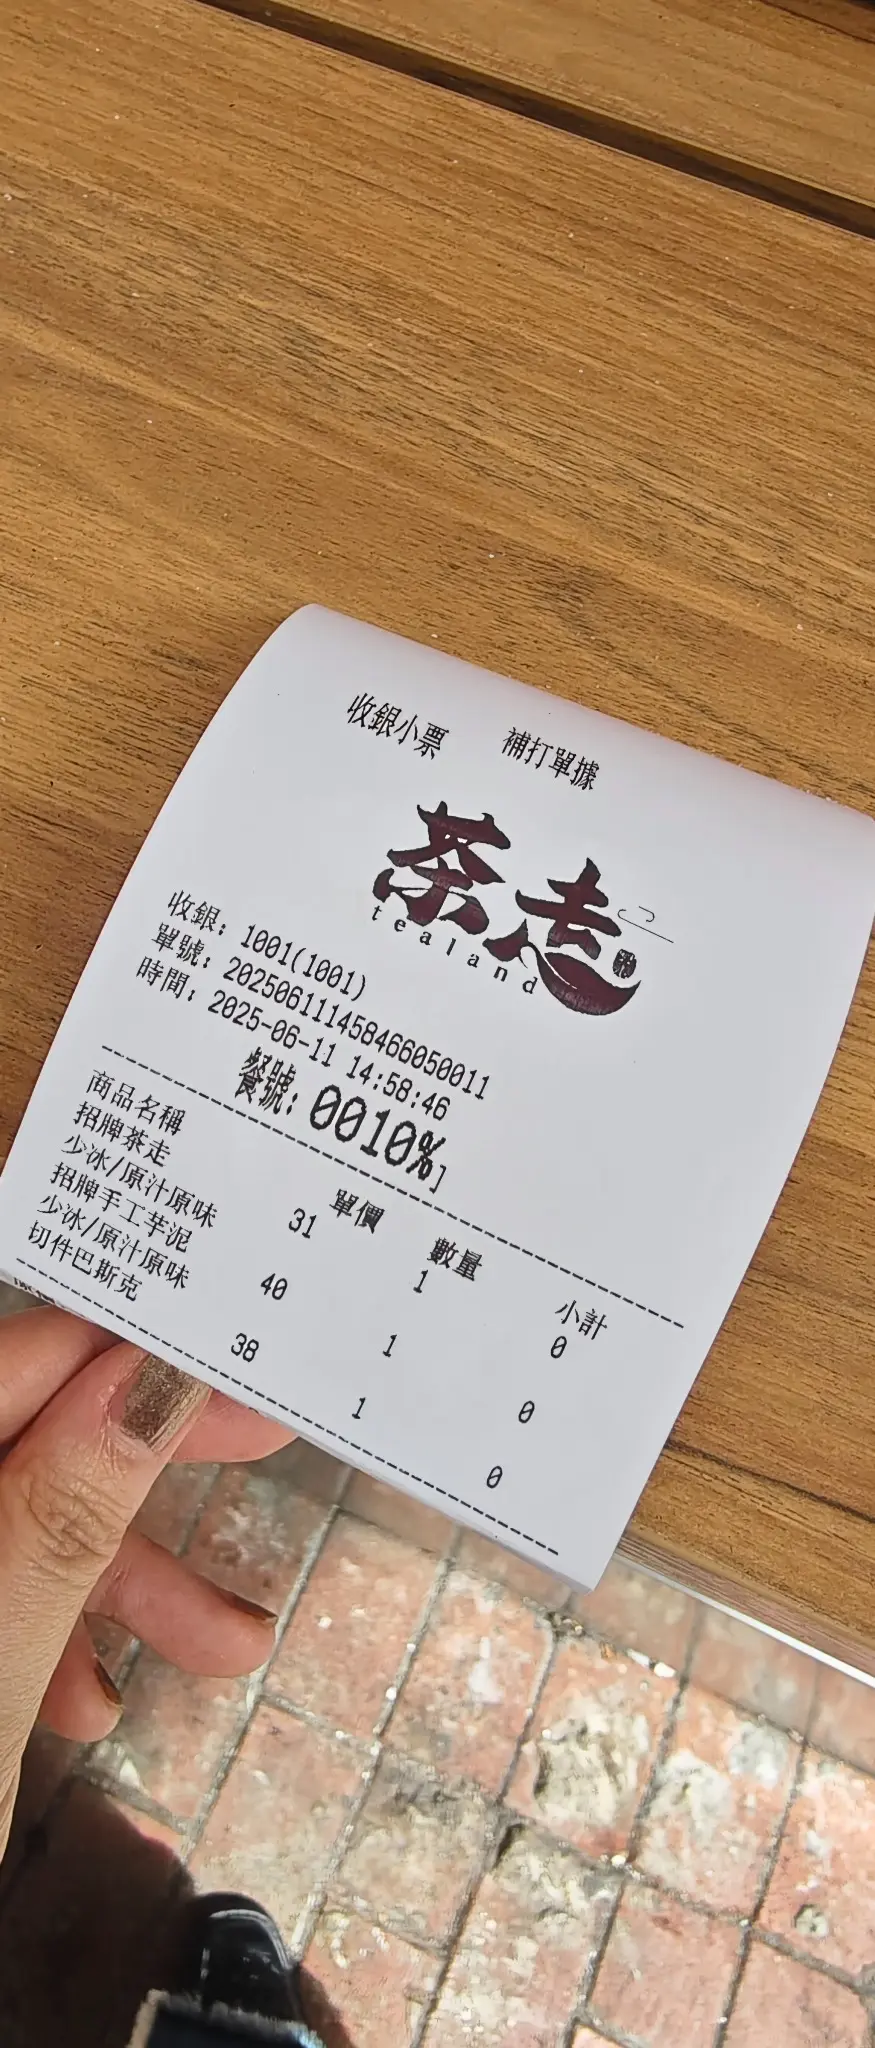 收銀小票 補打單據
茶走
tealand
收銀: 1001(1001)
單號: 20250611145846605​0011
時間: 2025-06-11 14:58:46
餐號: 0010%]
商品名稱 單價 數量 小計
招牌茶走 31 1 0
少冰/原汁原味
招牌手工芋泥 40 1 0
少冰/原汁原味
切件巴斯克 38 1 0